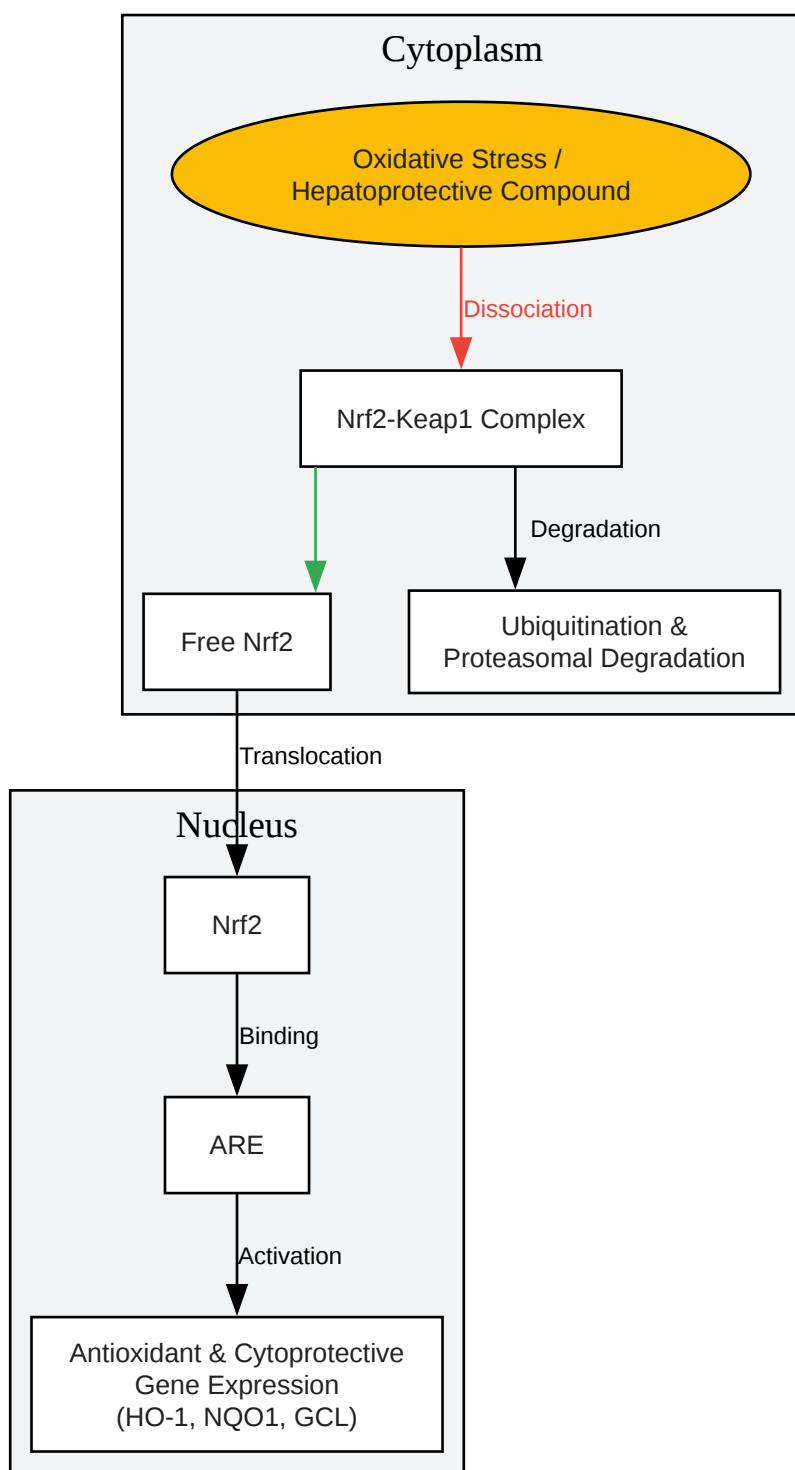 Cytoplasm
Oxidative Stress /
Hepatoprotective Compound
Dissociation
Nrf2-Keap1 Complex
Degradation
Free Nrf2
Ubiquitination &
Proteasomal Degradation
Translocation
Nucleus
Nrf2
Binding
ARE
Activation
Antioxidant & Cytoprotective
Gene Expression
(HO-1, NQO1, GCL)